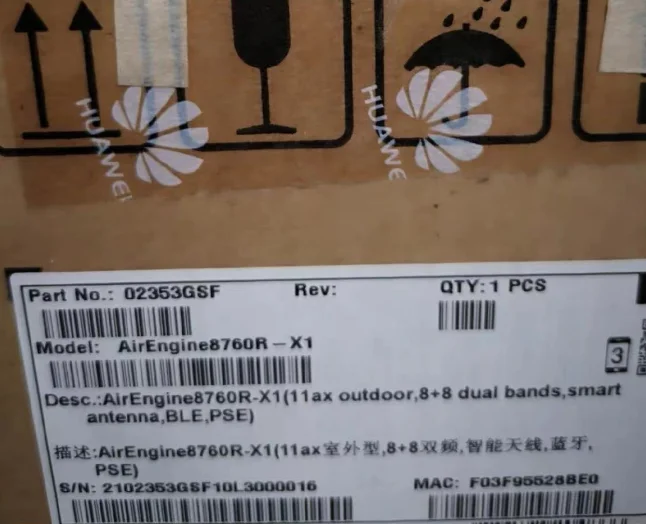 HUAWEI
HUAWEI
Part No.: 02353GSF Rev: QTY: 1 PCS
Model: AirEngine8760R-X1
3
Desc.:AirEngine8760R-X1(11ax outdoor,8+8 dual bands,smart
antenna,BLE,PSE)
描述:AirEngine8760R-X1(11ax室外型,8+8双频,智能天线,蓝牙,
PSE)
S/N: 2102353GSF10L3000016 MAC: F03F95528BE0